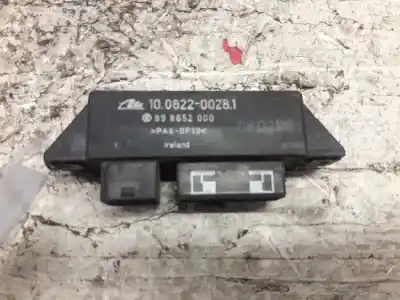 Ate 10.0822-0028.1
89 8652 000
>PA6-GF30<
Ireland